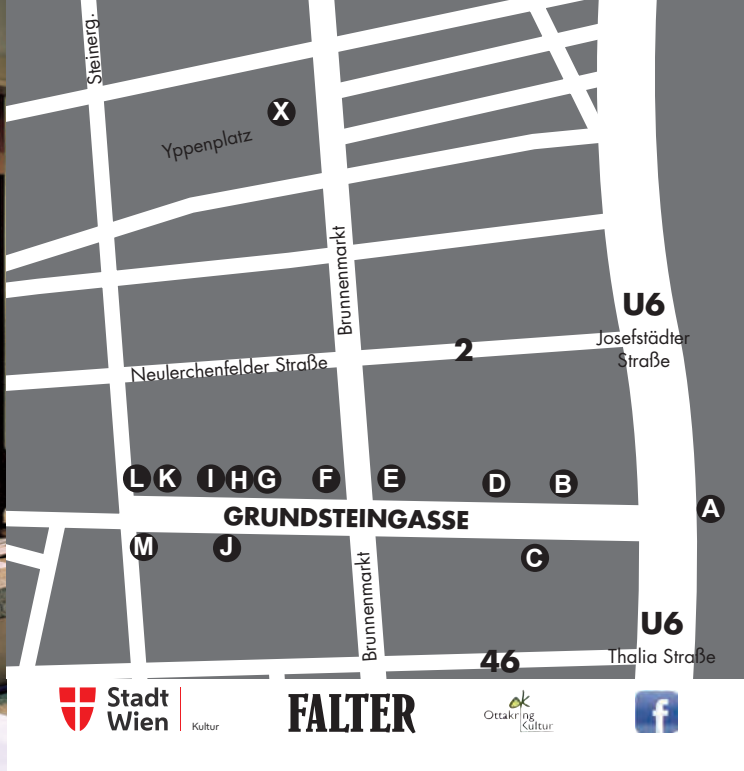 Steinerg.
X
Yppenplatz
Brunnenmarkt
U6
Josefstädter
Straße
2
Neulerchenfelder Straße
L K I H G F E D B
A
GRUNDSTEINGASSE
M J C
Brunnenmarkt
U6
Thalia Straße
46
Stadt
Wien
Kultur
FALTER
Ottakring
Kultur
f